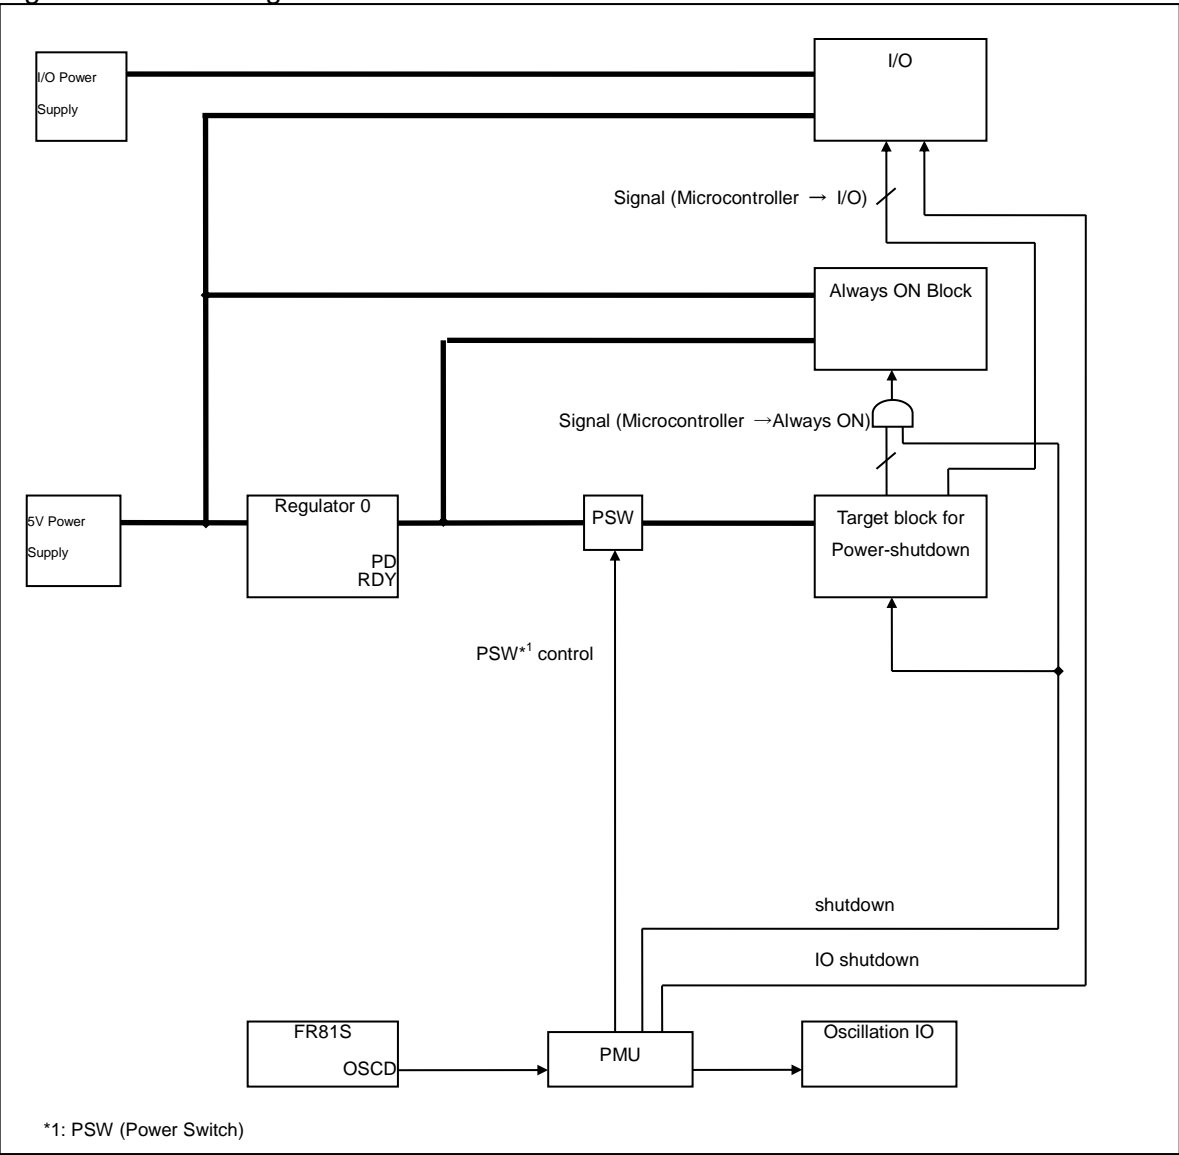 I/O Power
Supply
I/O
Signal (Microcontroller → I/O)
Always ON Block
Signal (Microcontroller →Always ON)
5V Power
Supply
Regulator 0
PD
RDY
PSW
Target block for
Power-shutdown
PSW*1 control
shutdown
IO shutdown
FR81S
OSCD
PMU
Oscillation IO
*1: PSW (Power Switch)